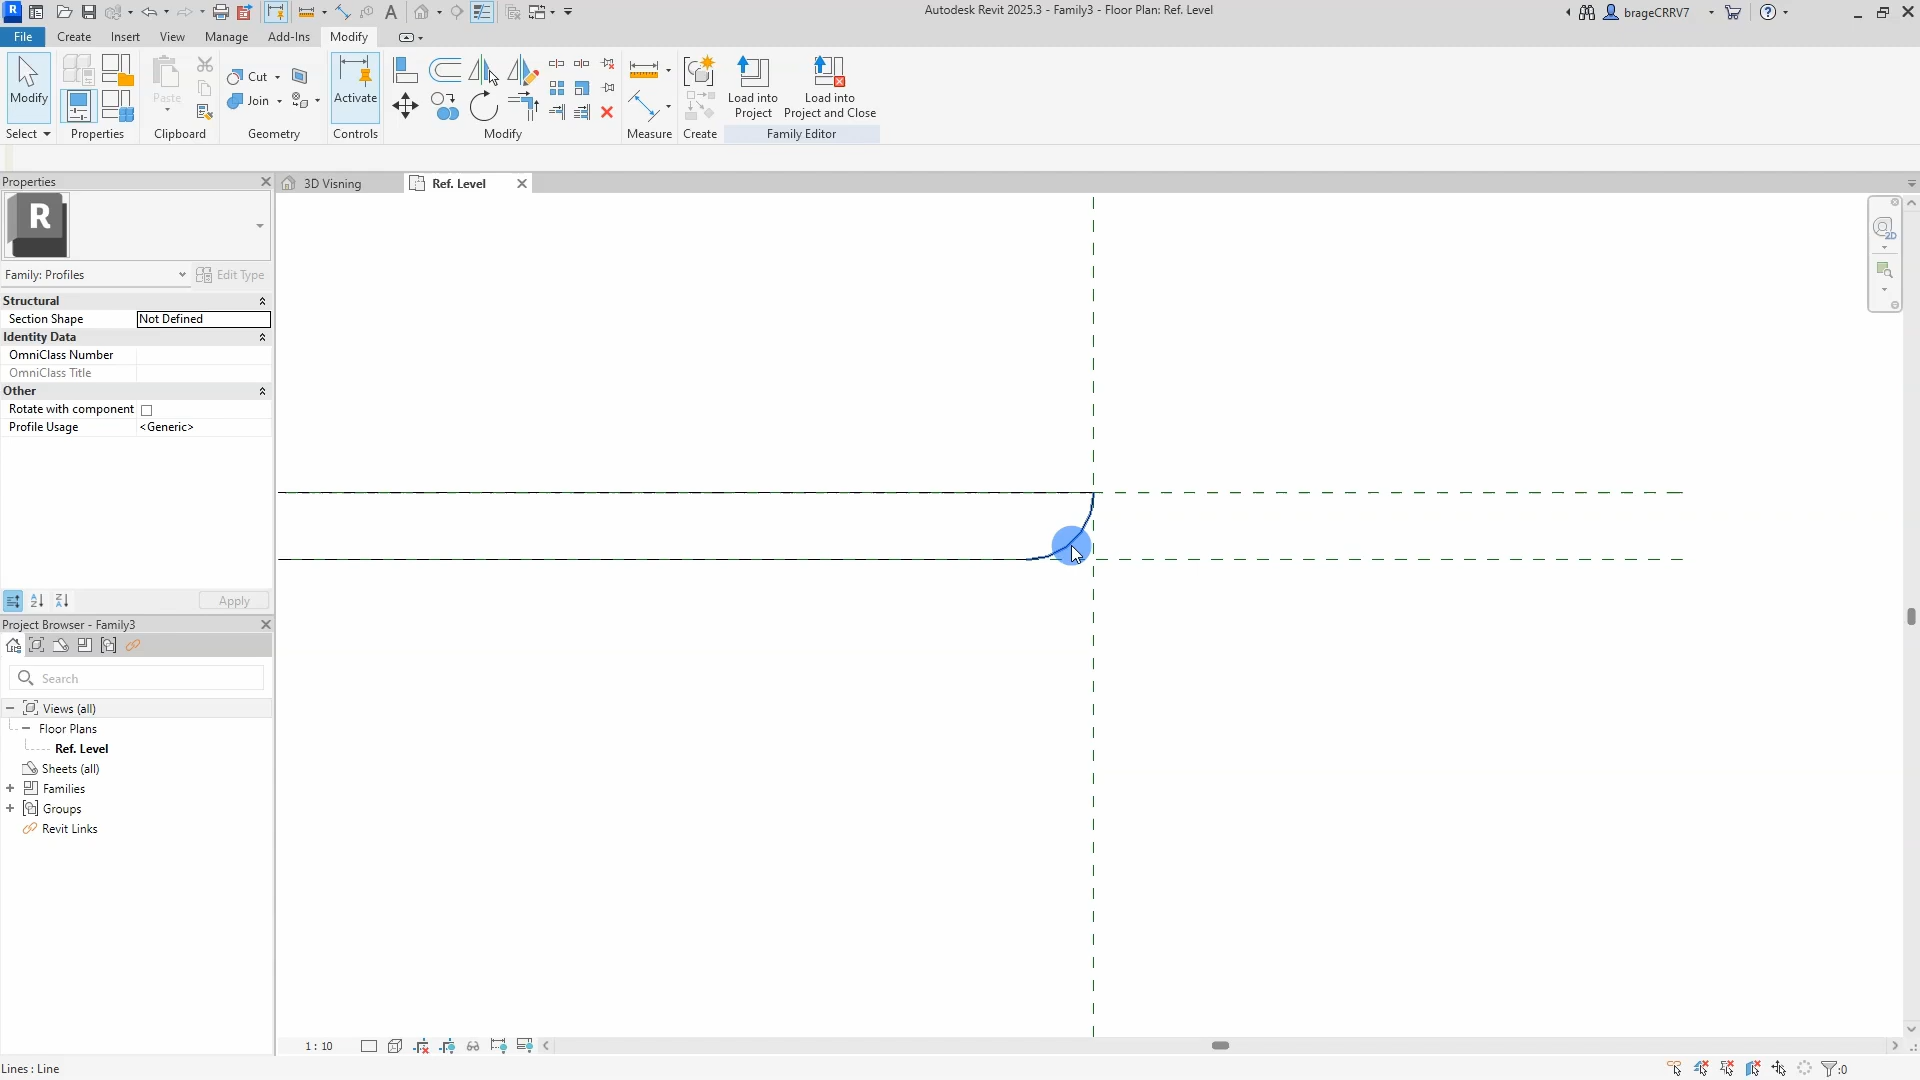 Autodesk Revit 2025.3 - Family3 - Floor Plan: Ref. Level
brageCRRV7
File
Create
Insert
View
Manage
Add-Ins
Modify
Modify
Paste
Cut
Join
Activate
Load into
Project
Load into
Project and Close
Select
Properties
Clipboard
Geometry
Controls
Modify
Measure
Create
Family Editor
Properties
3D Visning
Ref. Level
R
Family: Profiles
Edit Type
Structural
Section Shape
Not Defined
Identity Data
OmniClass Number
OmniClass Title
Other
Rotate with component
Profile Usage
<Generic>
Apply
Project Browser - Family3
Search
Views (all)
Floor Plans
Ref. Level
Sheets (all)
Families
Groups
Revit Links
1 : 10
Lines : Line
:0